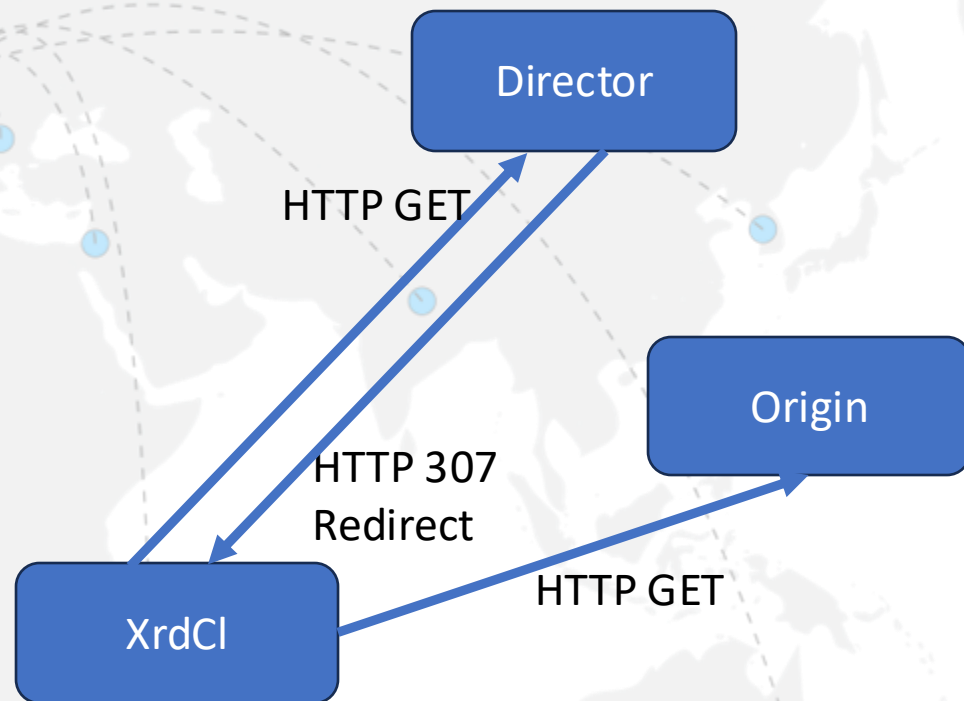 Director
HTTP GET
Origin
HTTP 307
Redirect
HTTP GET
XrdCl